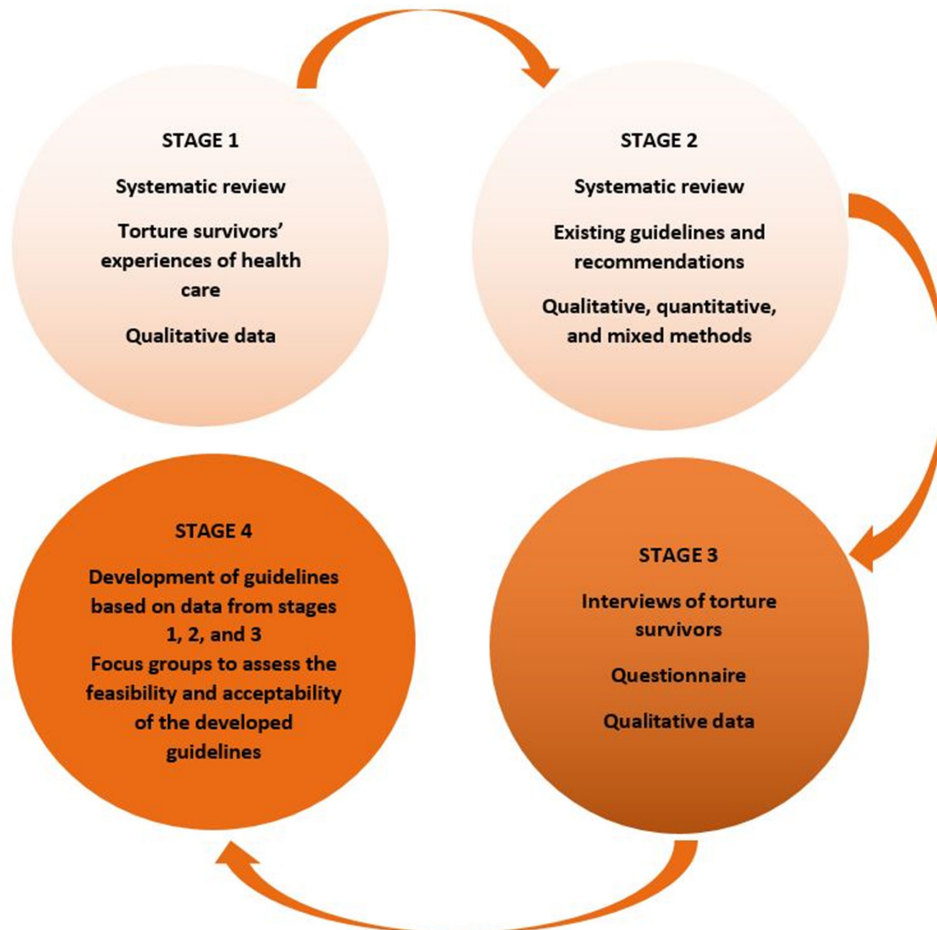 STAGE 1
Systematic review
Torture survivors’
experiences of health
care
Qualitative data
STAGE 2
Systematic review
Existing guidelines and
recommendations
Qualitative, quantitative,
and mixed methods
STAGE 3
Interviews of torture
survivors
Questionnaire
Qualitative data
STAGE 4
Development of guidelines
based on data from stages
1, 2, and 3
Focus groups to assess the
feasibility and acceptability
of the developed
guidelines